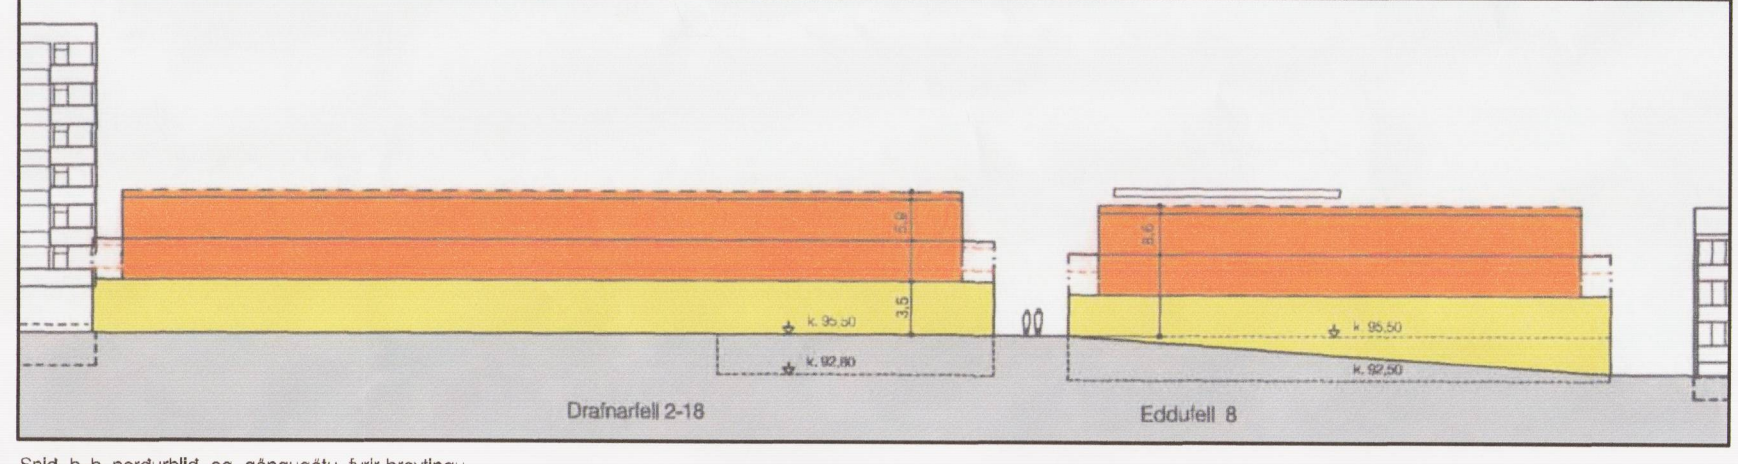 5,9
8,6
3,5
k. 95,50
k. 95,50
k. 92,80
k. 92,50
Drafnarfell 2-18
Eddufell 8